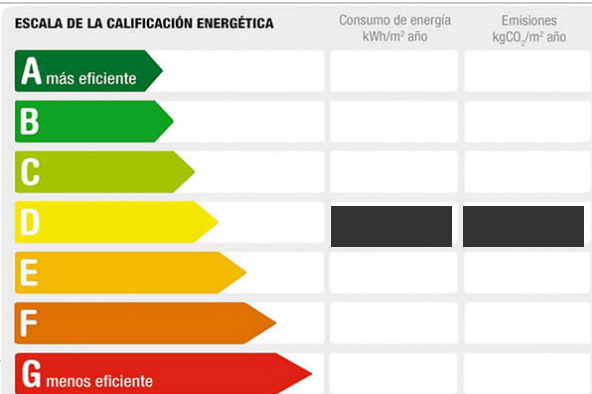 ESCALA DE LA CALIFICACIÓN ENERGÉTICA
Consumo de energía
kWh/m² año
Emisiones
kgCO₂/m² año
A más eficiente
B
C
D
E
F
G menos eficiente